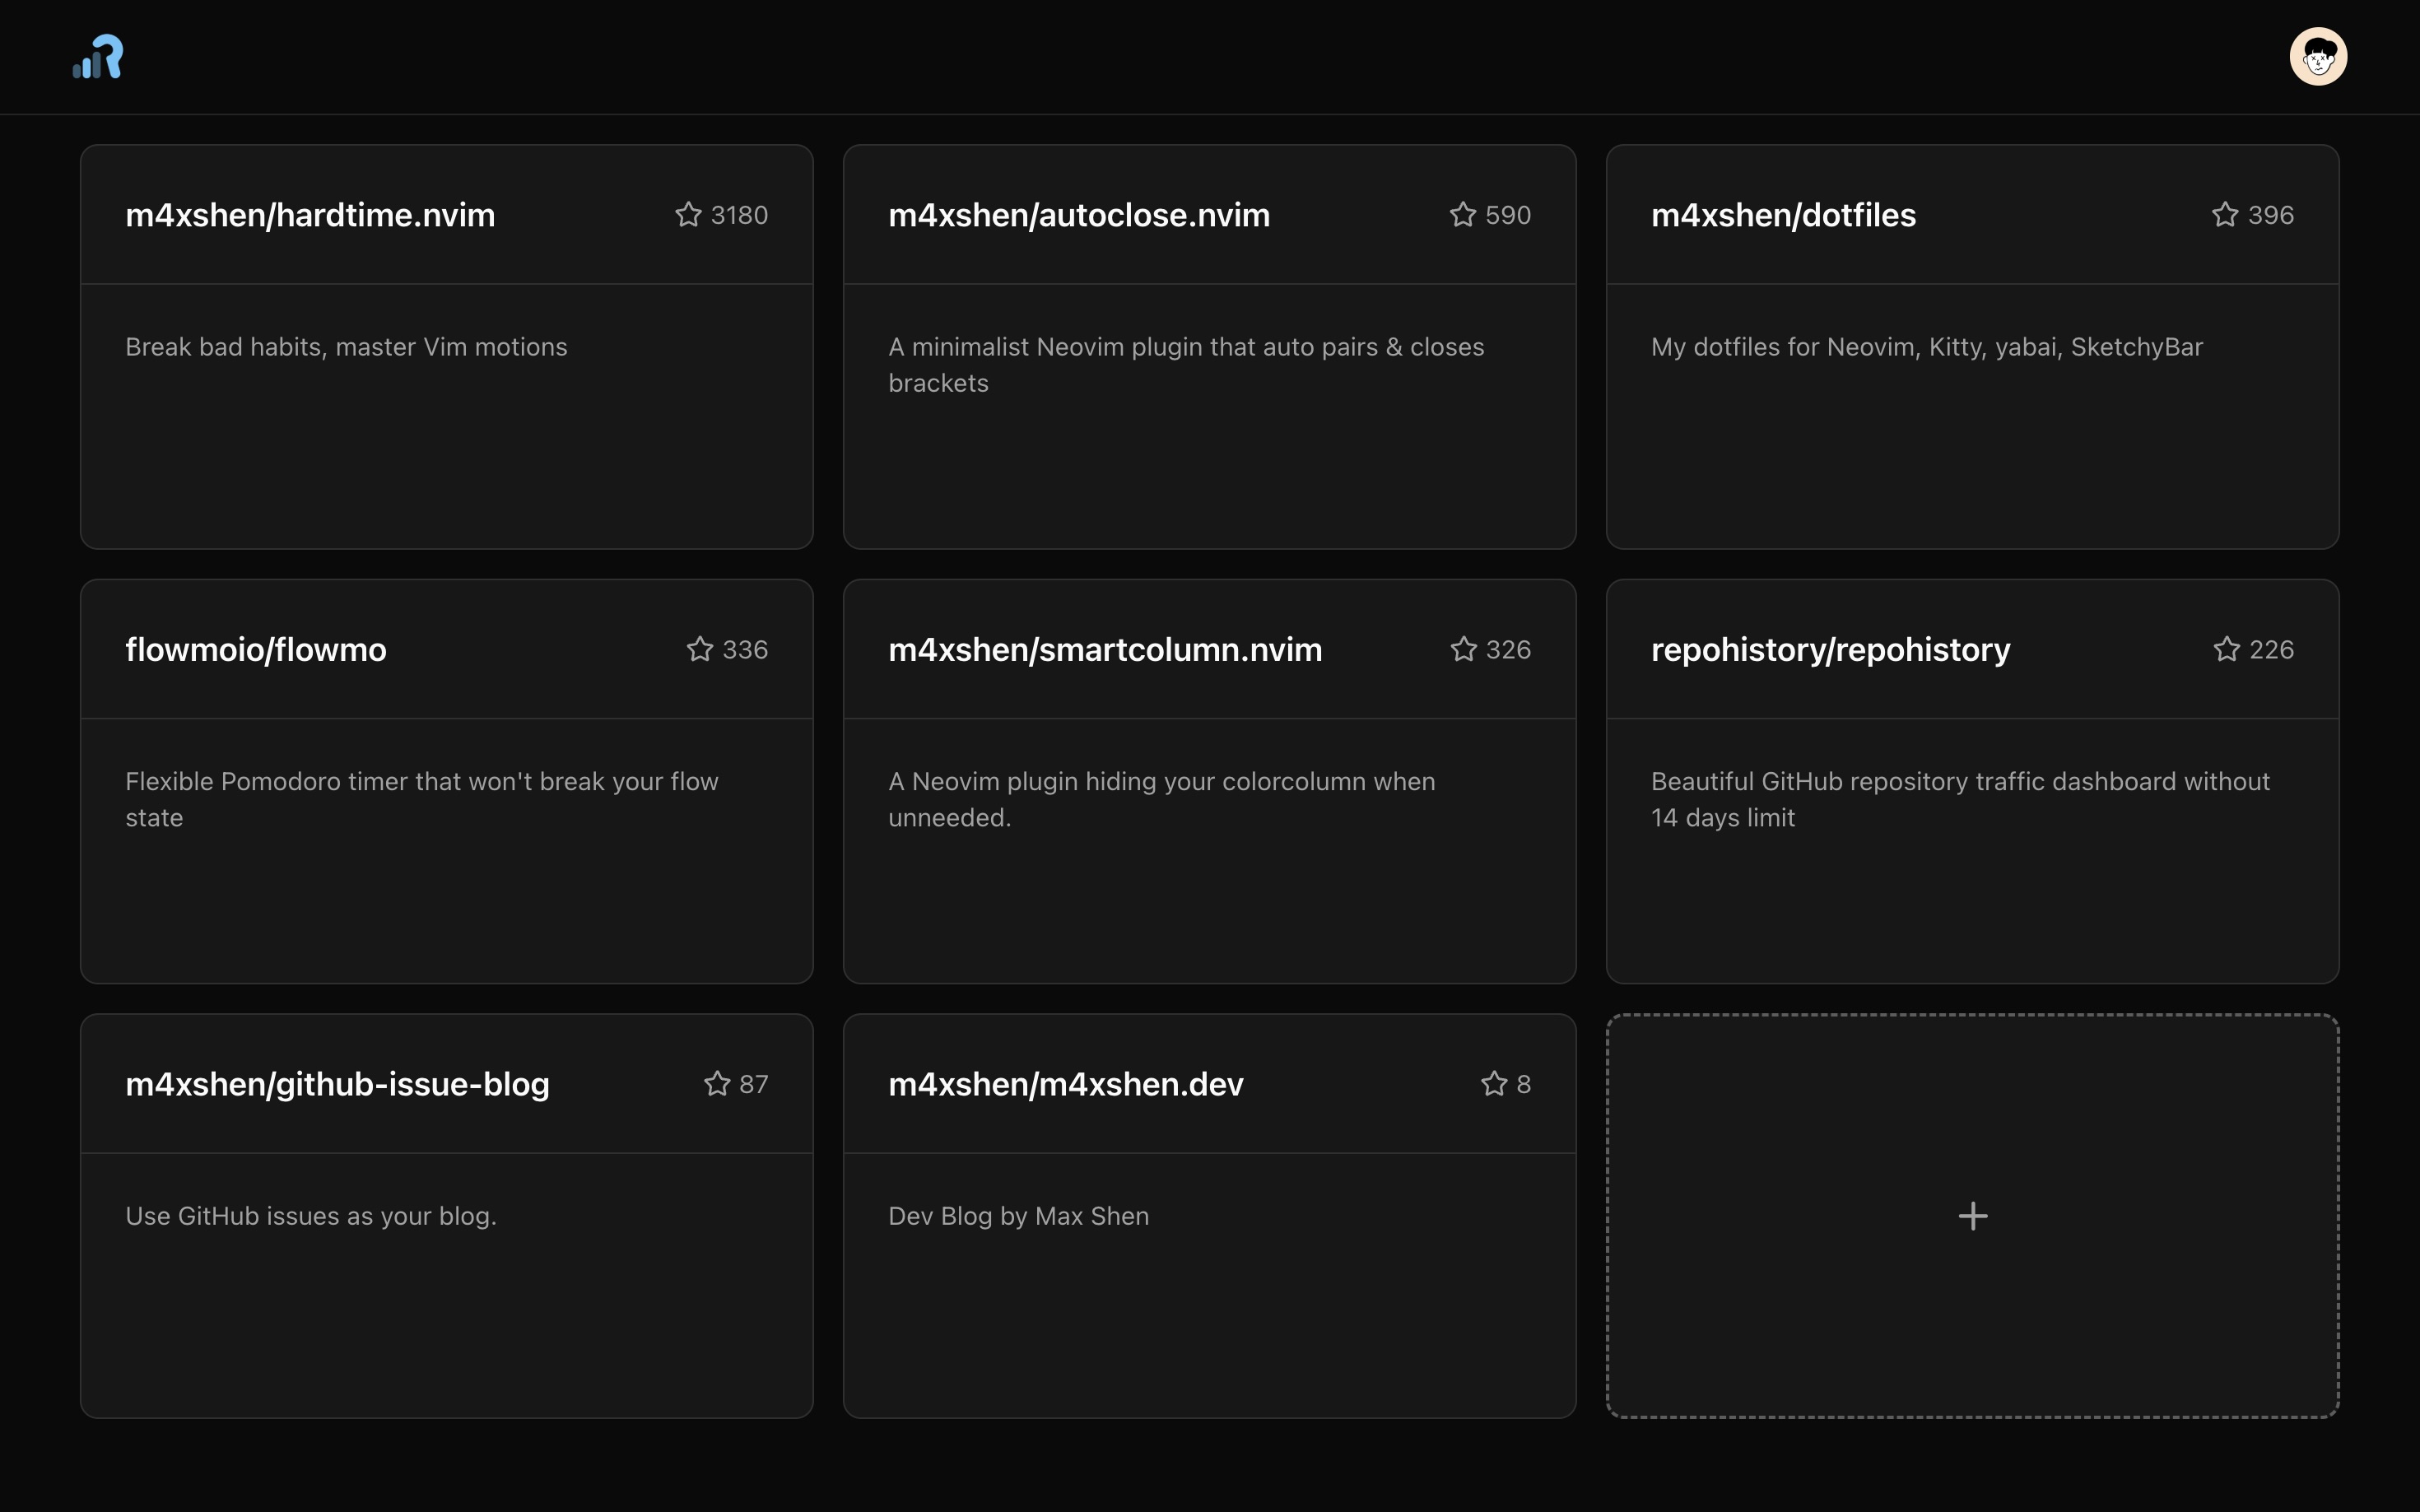 m4xshen/hardtime.nvim 3180
Break bad habits, master Vim motions
m4xshen/autoclose.nvim 590
A minimalist Neovim plugin that auto pairs & closes
brackets
m4xshen/dotfiles 396
My dotfiles for Neovim, Kitty, yabai, SketchyBar
flowmoio/flowmo 336
Flexible Pomodoro timer that won't break your flow
state
m4xshen/smartcolumn.nvim 326
A Neovim plugin hiding your colorcolumn when
unneeded.
repohistory/repohistory 226
Beautiful GitHub repository traffic dashboard without
14 days limit
m4xshen/github-issue-blog 87
Use GitHub issues as your blog.
m4xshen/m4xshen.dev 8
Dev Blog by Max Shen